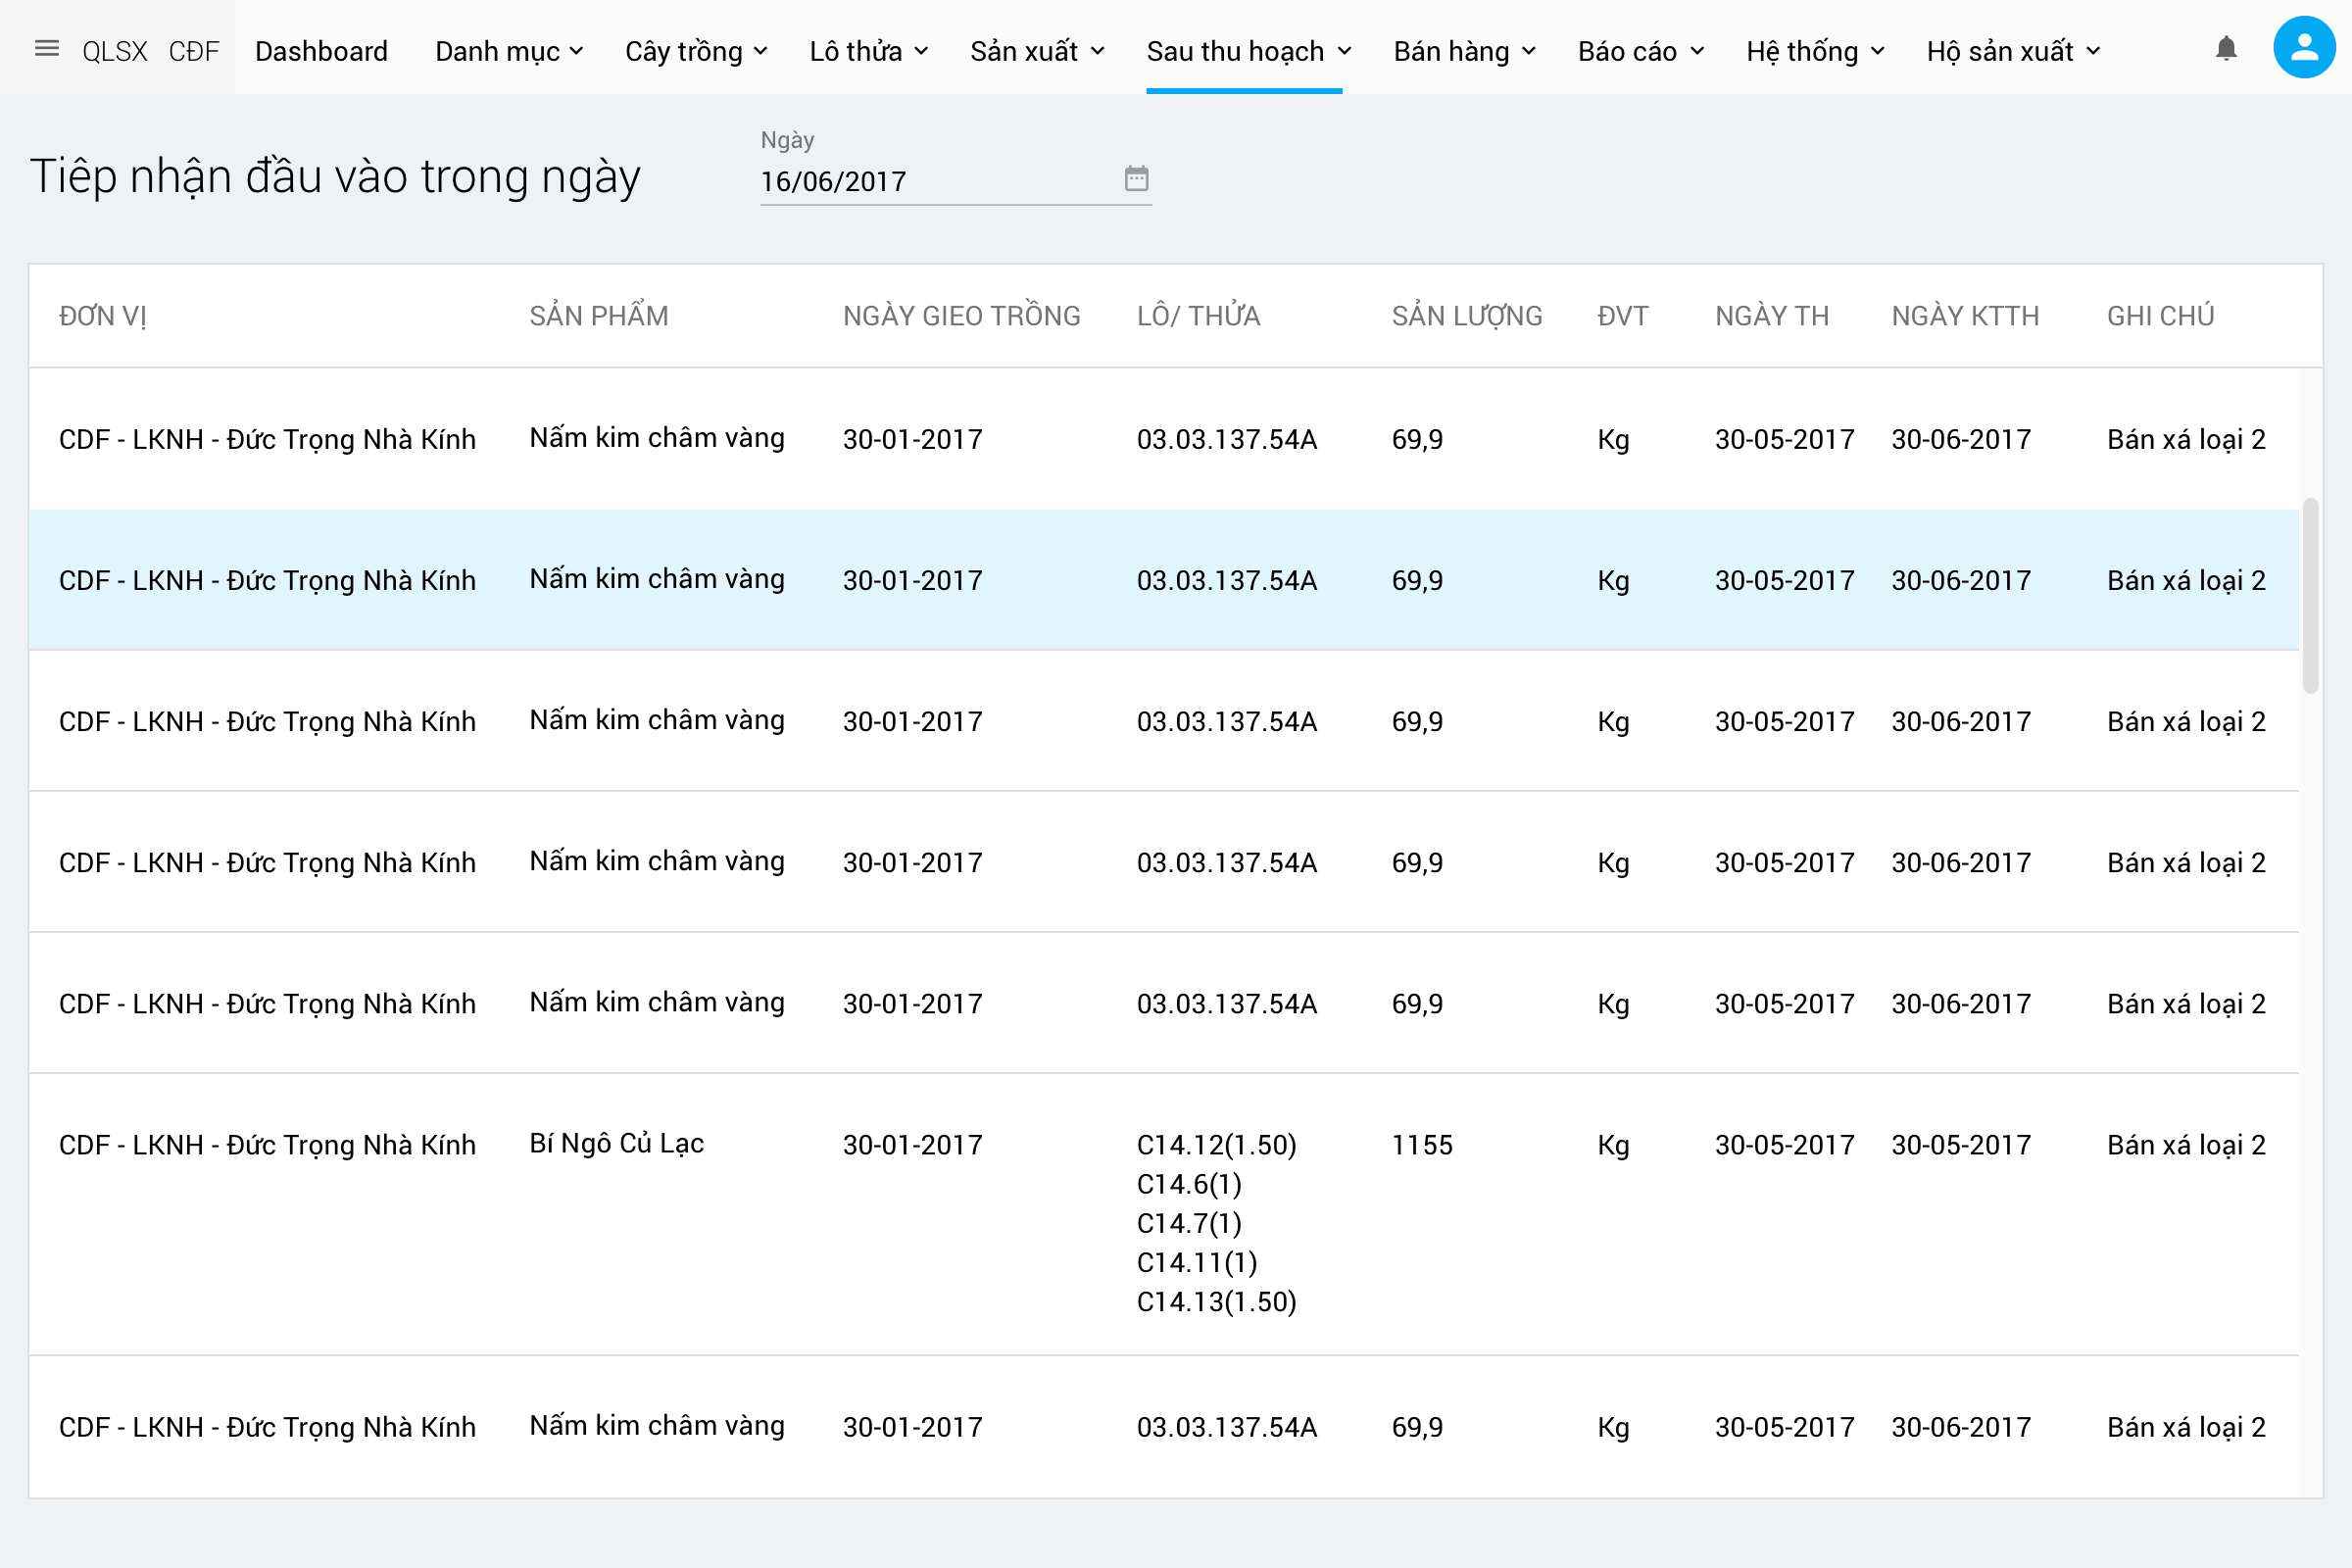 QLSX CĐF Dashboard Danh mục Cây trồng Lô thửa Sản xuất Sau thu hoạch Bán hàng Báo cáo Hệ thống Hộ sản xuất
Ngày
Tiêp nhận đầu vào trong ngày 16/06/2017
ĐƠN VỊ SẢN PHẨM NGÀY GIEO TRỒNG LÔ/ THỬA SẢN LƯỢNG ĐVT NGÀY TH NGÀY KTTH GHI CHÚ
CDF - LKNH - Đức Trọng Nhà Kính Nấm kim châm vàng 30-01-2017 03.03.137.54A 69,9 Kg 30-05-2017 30-06-2017 Bán xá loại 2
CDF - LKNH - Đức Trọng Nhà Kính Nấm kim châm vàng 30-01-2017 03.03.137.54A 69,9 Kg 30-05-2017 30-06-2017 Bán xá loại 2
CDF - LKNH - Đức Trọng Nhà Kính Nấm kim châm vàng 30-01-2017 03.03.137.54A 69,9 Kg 30-05-2017 30-06-2017 Bán xá loại 2
CDF - LKNH - Đức Trọng Nhà Kính Nấm kim châm vàng 30-01-2017 03.03.137.54A 69,9 Kg 30-05-2017 30-06-2017 Bán xá loại 2
CDF - LKNH - Đức Trọng Nhà Kính Nấm kim châm vàng 30-01-2017 03.03.137.54A 69,9 Kg 30-05-2017 30-06-2017 Bán xá loại 2
CDF - LKNH - Đức Trọng Nhà Kính Bí Ngô Củ Lạc 30-01-2017 C14.12(1.50) 1155 Kg 30-05-2017 30-05-2017 Bán xá loại 2
C14.6(1)
C14.7(1)
C14.11(1)
C14.13(1.50)
CDF - LKNH - Đức Trọng Nhà Kính Nấm kim châm vàng 30-01-2017 03.03.137.54A 69,9 Kg 30-05-2017 30-06-2017 Bán xá loại 2